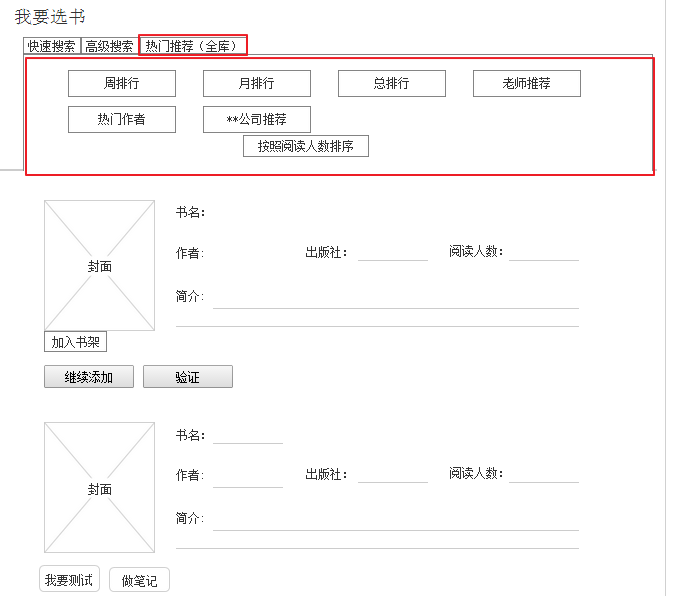 我要选书
快速搜索 高级搜索 热门推荐（全库）
周排行 月排行 总排行 老师推荐
热门作者 **公司推荐
按照阅读人数排序
书名：
封面 作者: 出版社： 阅读人数：
简介:
加入书架
继续添加 验证
书名：
封面 作者: 出版社： 阅读人数：
简介:
我要测试 做笔记